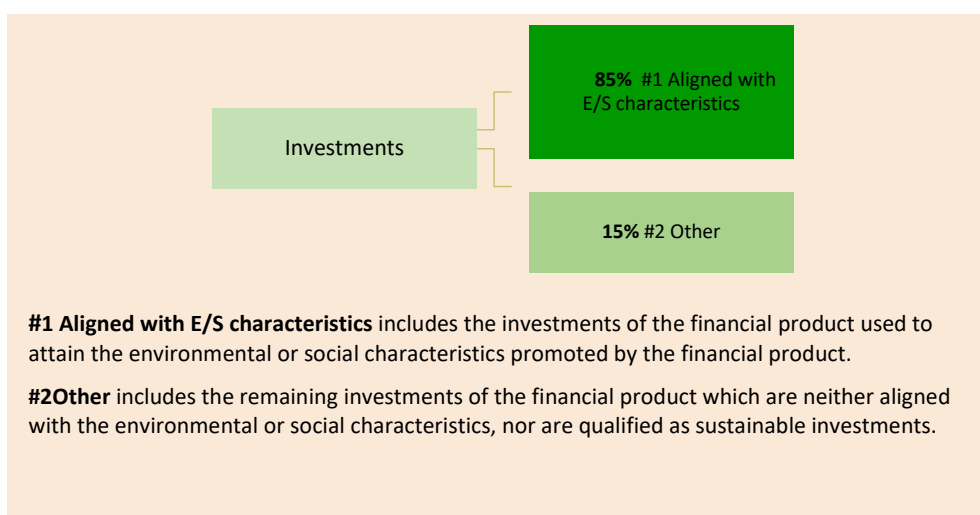 85% #1 Aligned with
E/S characteristics
Investments
15% #2 Other
#1 Aligned with E/S characteristics includes the investments of the financial product used to
attain the environmental or social characteristics promoted by the financial product.
#2Other includes the remaining investments of the financial product which are neither aligned
with the environmental or social characteristics, nor are qualified as sustainable investments.